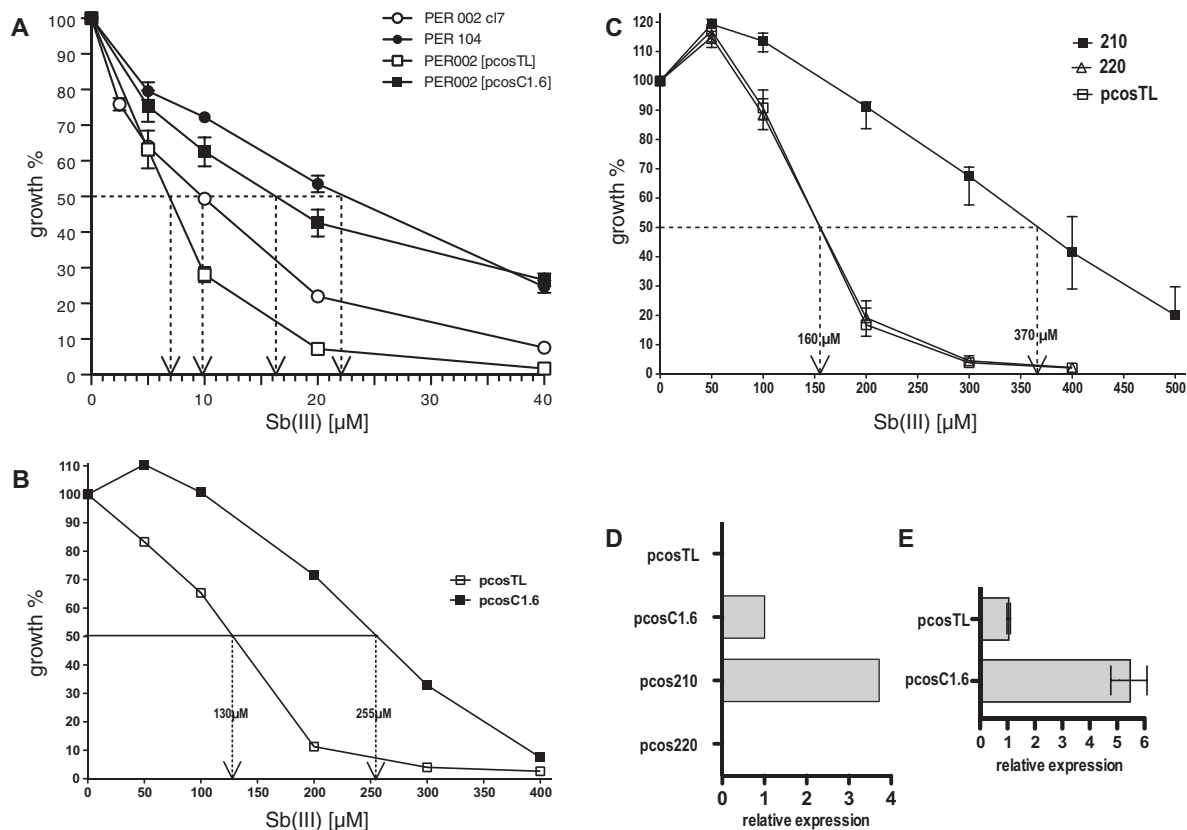 A
growth %
100
90
80
70
60
50
40
30
20
10
0
0 10 20 30 40
Sb(III) [µM]
PER 002 cl7
PER 104
PER002 [pcosTL]
PER002 [pcosC1.6]
C
growth %
120
110
100
90
80
70
60
50
40
30
20
10
0
0 50 100 150 200 250 300 350 400 450 500
Sb(III) [µM]
210
220
pcosTL
160 µM
370 µM
B
growth %
110
100
90
80
70
60
50
40
30
20
10
0
0 50 100 150 200 250 300 350 400
Sb(III) [µM]
pcosTL
pcosC1.6
130µM
255µM
D
pcosTL
pcosC1.6
pcos210
pcos220
0 1 2 3 4
relative expression
E
pcosTL
pcosC1.6
0 1 2 3 4 5 6
relative expression